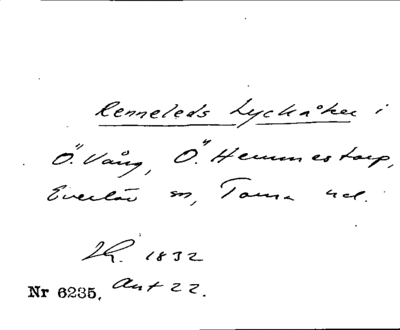 Renneleds Lyckåker i
Ö. Vång, Ö. Hemmestorp,
Everlöv sn, Torna hd.
1832
Nr 6235. Akt 22.